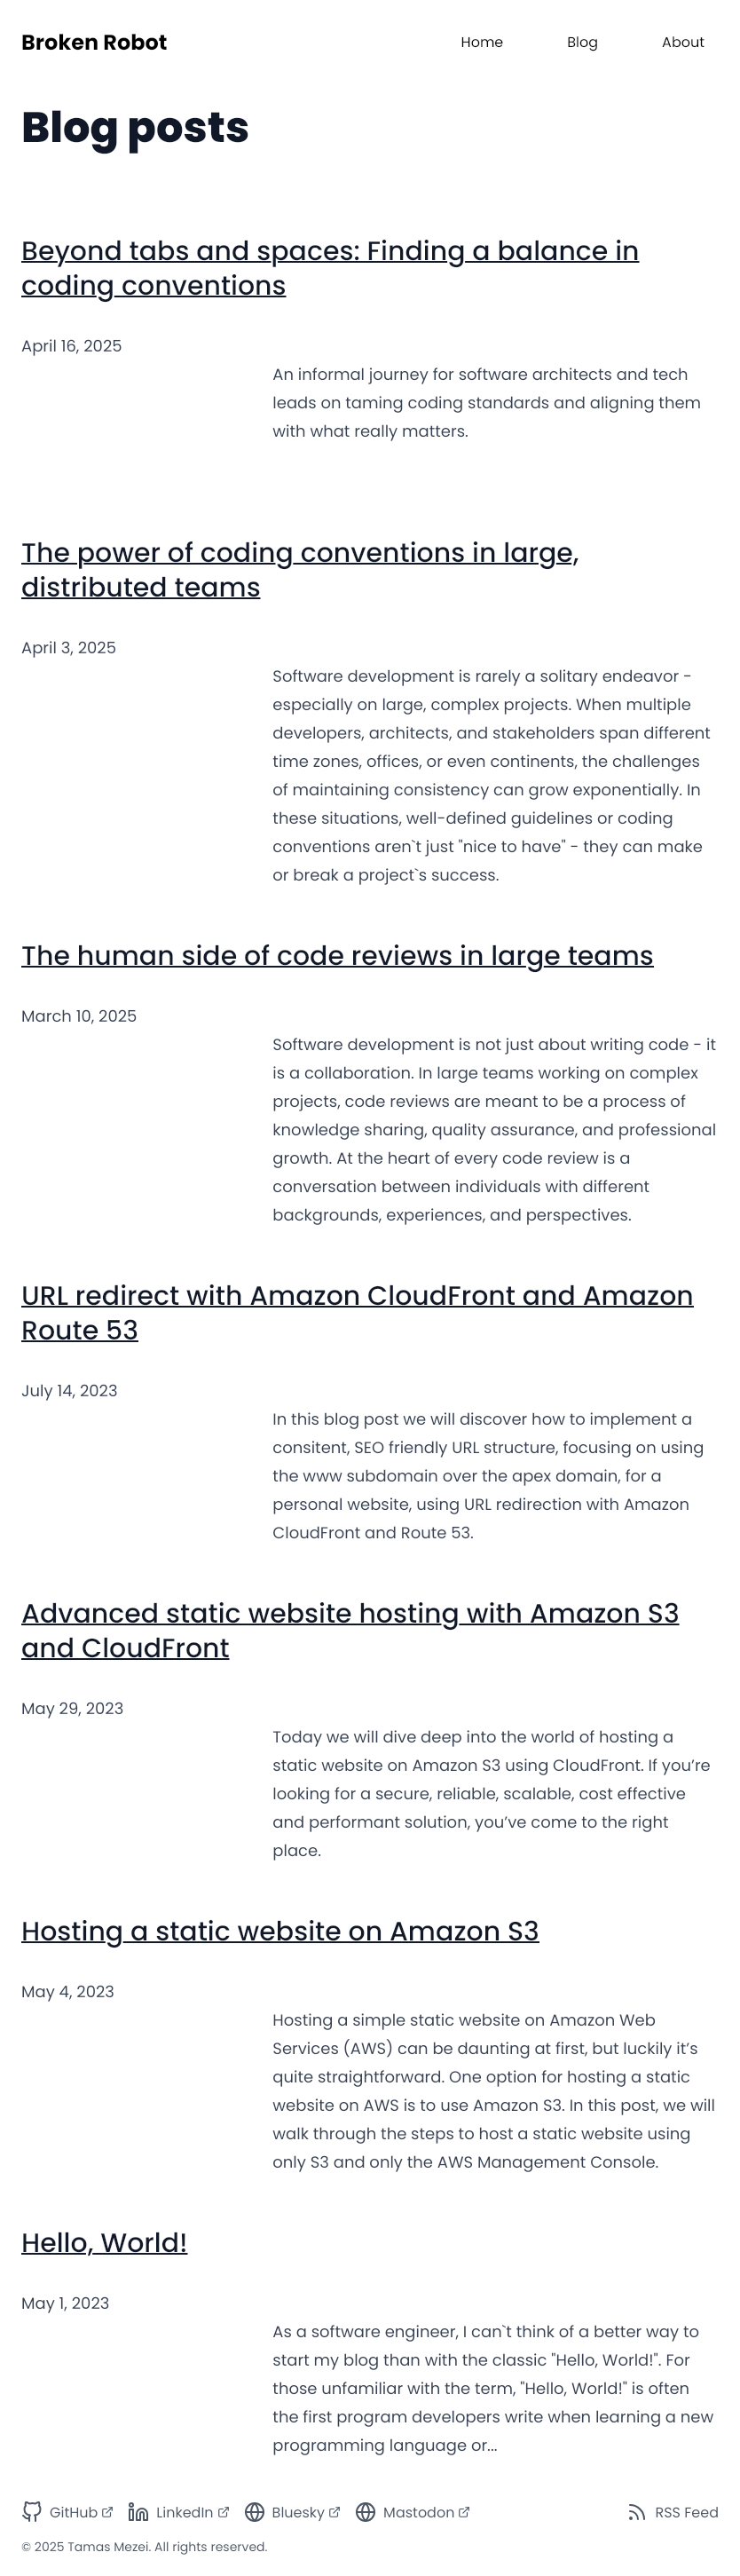 Broken Robot
Home
Blog
About
Blog posts
Beyond tabs and spaces: Finding a balance in
coding conventions
April 16, 2025
An informal journey for software architects and tech
leads on taming coding standards and aligning them
with what really matters.
The power of coding conventions in large,
distributed teams
April 3, 2025
Software development is rarely a solitary endeavor -
especially on large, complex projects. When multiple
developers, architects, and stakeholders span different
time zones, offices, or even continents, the challenges
of maintaining consistency can grow exponentially. In
these situations, well-defined guidelines or coding
conventions aren`t just "nice to have" - they can make
or break a project`s success.
The human side of code reviews in large teams
March 10, 2025
Software development is not just about writing code - it
is a collaboration. In large teams working on complex
projects, code reviews are meant to be a process of
knowledge sharing, quality assurance, and professional
growth. At the heart of every code review is a
conversation between individuals with different
backgrounds, experiences, and perspectives.
URL redirect with Amazon CloudFront and Amazon
Route 53
July 14, 2023
In this blog post we will discover how to implement a
consitent, SEO friendly URL structure, focusing on using
the www subdomain over the apex domain, for a
personal website, using URL redirection with Amazon
CloudFront and Route 53.
Advanced static website hosting with Amazon S3
and CloudFront
May 29, 2023
Today we will dive deep into the world of hosting a
static website on Amazon S3 using CloudFront. If you’re
looking for a secure, reliable, scalable, cost effective
and performant solution, you’ve come to the right
place.
Hosting a static website on Amazon S3
May 4, 2023
Hosting a simple static website on Amazon Web
Services (AWS) can be daunting at first, but luckily it’s
quite straightforward. One option for hosting a static
website on AWS is to use Amazon S3. In this post, we will
walk through the steps to host a static website using
only S3 and only the AWS Management Console.
Hello, World!
May 1, 2023
As a software engineer, I can`t think of a better way to
start my blog than with the classic "Hello, World!". For
those unfamiliar with the term, "Hello, World!" is often
the first program developers write when learning a new
programming language or...
GitHub
LinkedIn
Bluesky
Mastodon
RSS Feed
© 2025 Tamas Mezei. All rights reserved.